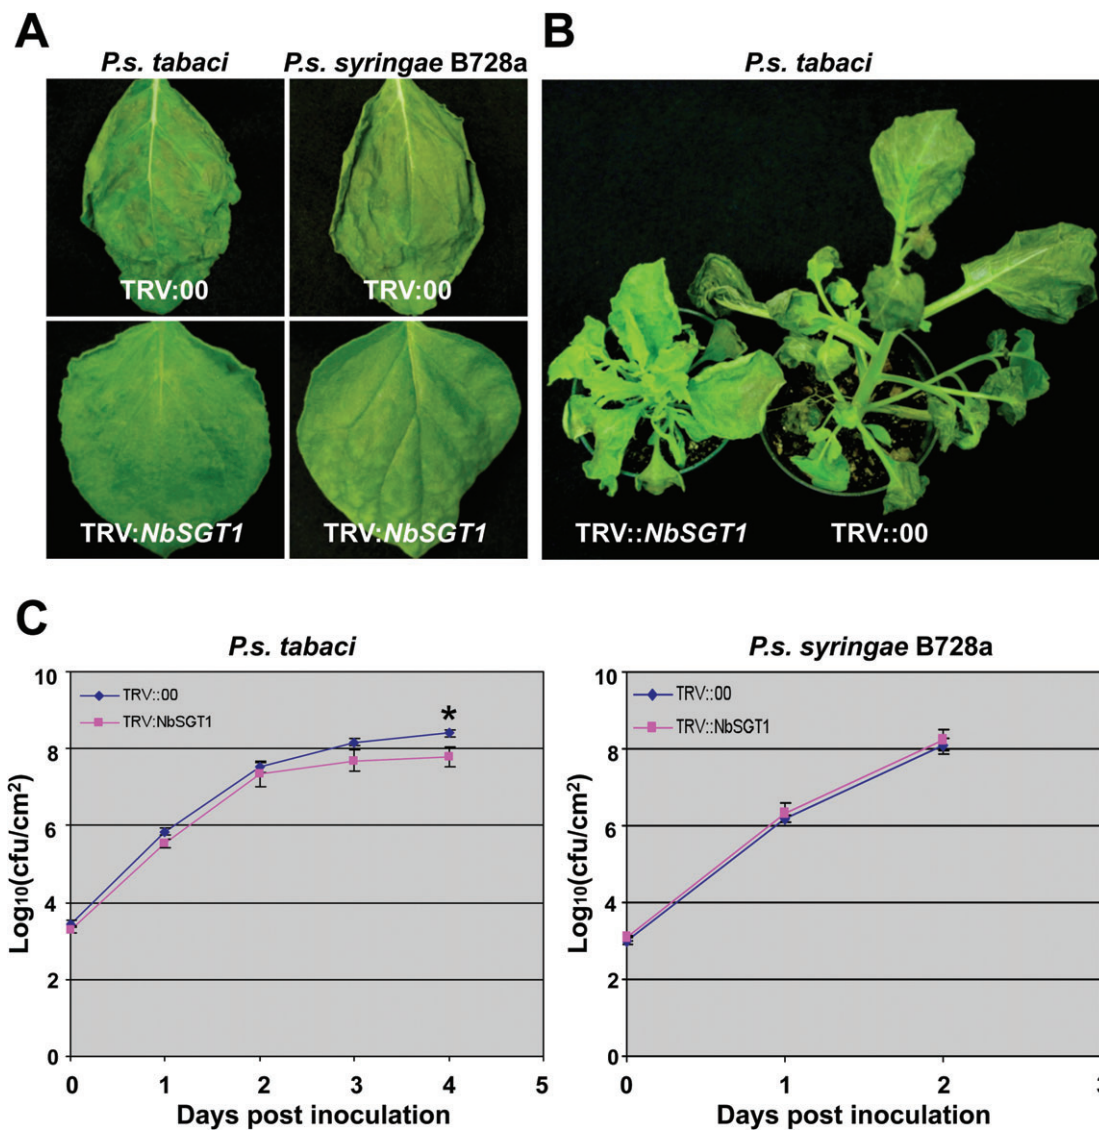 A
B
P.s. tabaci
P.s. syringae B728a
P.s. tabaci
TRV:00
TRV:00
TRV:NbSGT1
TRV:NbSGT1
TRV::NbSGT1
TRV::00
C
P.s. tabaci
P.s. syringae B728a
10
8
6
4
2
0
Log10(cfu/cm2)
TRV::00
TRV:NbSGT1
*
0 1 2 3 4 5
Days post inoculation
10
8
6
4
2
0
Log10(cfu/cm2)
TRV::00
TRV::NbSGT1
0 1 2 3
Days post inoculation